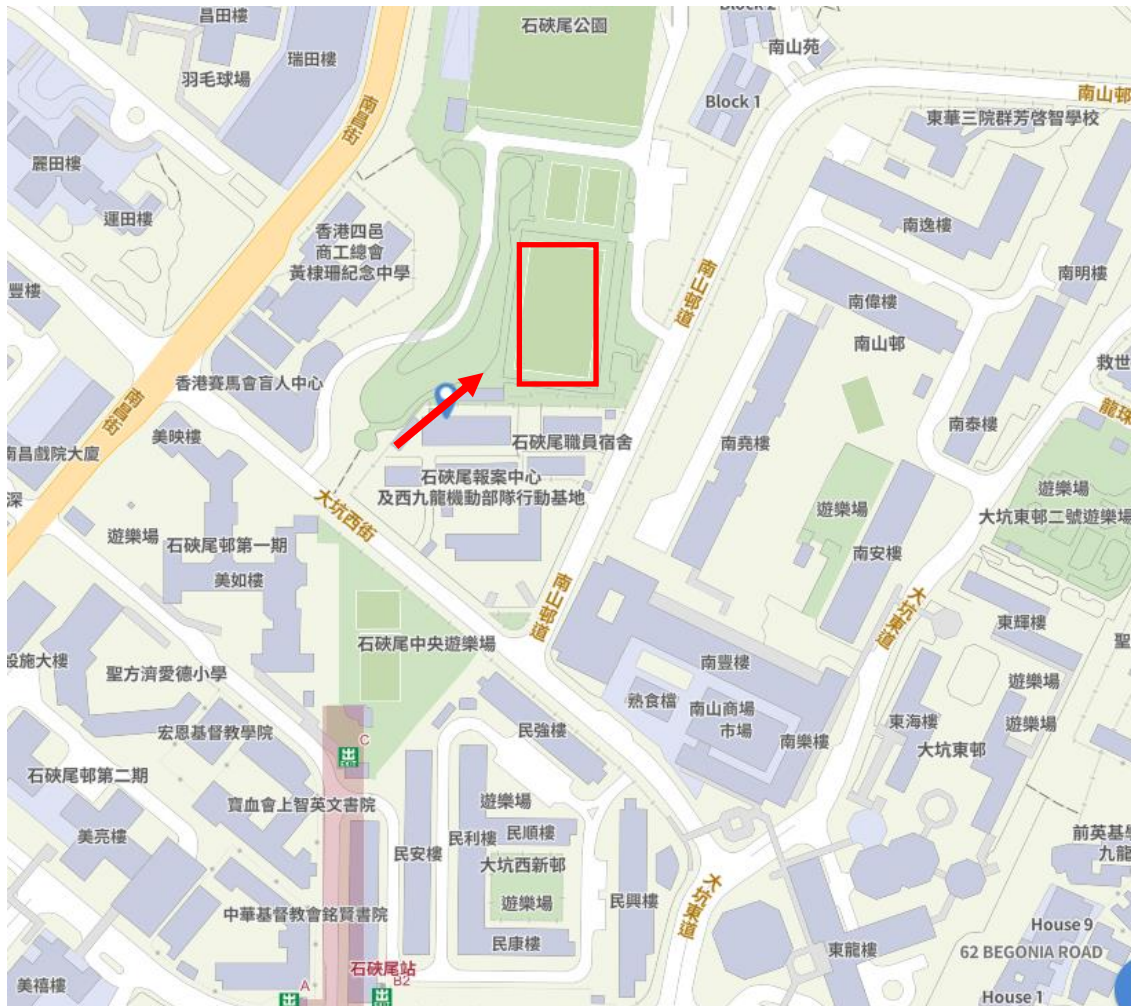 昌田樓
石硤尾公園
Block 2
瑞田樓
南山苑
羽毛球場
南昌街
Block 1
南山邨
東華三院群芳啓智學校
麗田樓
運田樓
香港四邑
商工總會
黃棣珊紀念中學
南逸樓
南明樓
南山邨道
豐樓
南偉樓
南山邨
救世
香港賽馬會盲人中心
南昌街
龍珠
南泰樓
美映樓
石硤尾職員宿舍
南堯樓
南昌戲院大廈
石硤尾報案中心
及西九龍機動部隊行動基地
遊樂場
深
大坑西街
遊樂場
大坑東邨二號遊樂場
遊樂場
石硤尾邨第一期
南安樓
美如樓
南山邨道
大坑東道
東輝樓
石硤尾中央遊樂場
聖
設施大樓
聖方濟愛德小學
南豐樓
遊樂場
熟食檔
南山商場
市場
東海樓
遊樂場
宏恩基督教學院
民強樓
南樂樓
大坑東邨
C
出
EXIT
石硤尾邨第二期
寶血會上智英文書院
遊樂場
美亮樓
民利樓
民順樓
前英基學
九龍
民安樓
大坑西新邨
大坑東道
遊樂場
民興樓
中華基督教會銘賢書院
House 9
民康樓
東龍樓
62 BEGONIA ROAD
石硤尾站
美禧樓
A
B2
出
出
House 1